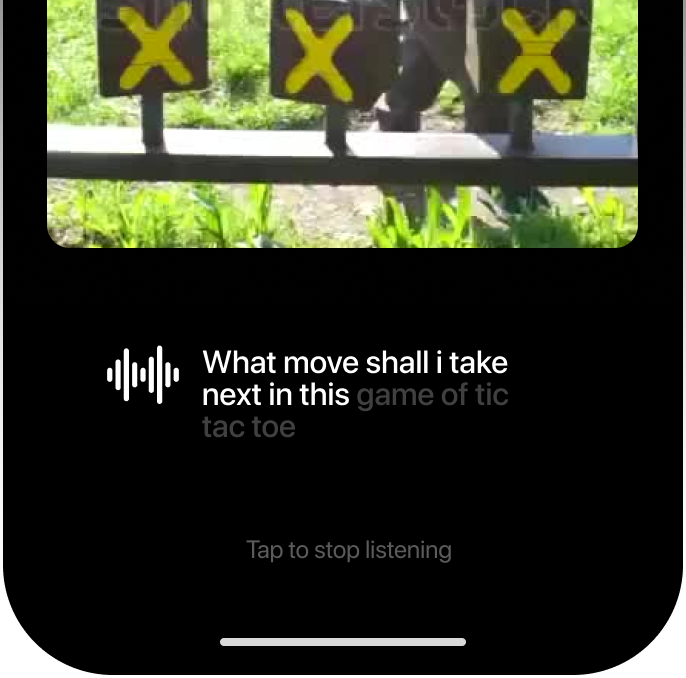 X X X
What move shall i take
next in this game of tic
tac toe
Tap to stop listening